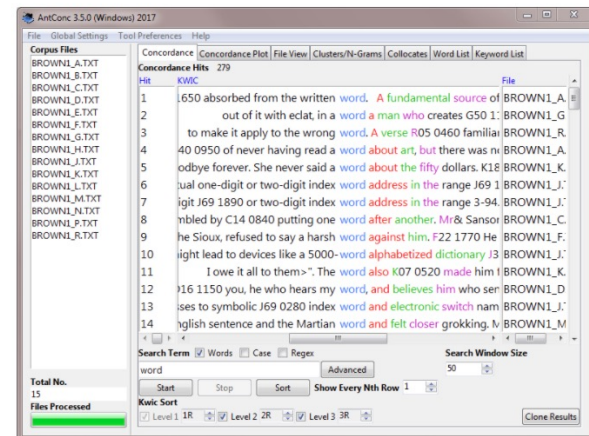 AntConc 3.5.0 (Windows) 2017
File Global Settings Tool Preferences Help
Corpus Files
BROWN1_A.TXT
BROWN1_B.TXT
BROWN1_C.TXT
BROWN1_D.TXT
BROWN1_E.TXT
BROWN1_F.TXT
BROWN1_G.TXT
BROWN1_H.TXT
BROWN1_J.TXT
BROWN1_K.TXT
BROWN1_L.TXT
BROWN1_M.TXT
BROWN1_N.TXT
BROWN1_P.TXT
BROWN1_R.TXT
Total No.
15
Files Processed
Concordance Concordance Plot File View Clusters/N-Grams Collocates Word List Keyword List
Concordance Hits 279
Hit KWIC File
1 1650 absorbed from the written word. A fundamental source of BROWN1_A.
2 out of it with eclat, in a word a man who creates G50 1: BROWN1_G
3 to make it apply to the wrong word. A verse R05 0460 familiar BROWN1_R.
4 40 0950 of never having read a word about art, but there was BROWN1_A.
5 odbye forever. She never said a word about the fifty dollars. K18 BROWN1_K.
6 tual one-digit or two-digit index word address in the range J69 1 BROWN1_J.
7 igit J69 1890 or two-digit index word address in the range 3-94. BROWN1_J.
8 mbled by C14 0840 putting one word after another. Mr& Sanson BROWN1_C.
9 he Sioux, refused to say a harsh word against him. F22 1770 He BROWN1_F.
10 ight lead to devices like a 5000- word alphabetized dictionary J3 BROWN1_J.
11 I owe it all to them>". The word also K07 0520 made him BROWN1_K.
12 16 1150 you, he who hears my word, and believes him who sen BROWN1_D
13 sses to symbolic J69 0280 index word and electronic switch nam BROWN1_J.
14 nglish sentence and the Martian word and felt closer grokking. BROWN1_M
Search Term Words Case Regex Search Window Size
word Advanced 50
Start Stop Sort Show Every Nth Row 1
Kwic Sort
Level 1 1R Level 2 2R Level 3 3R Clone Results